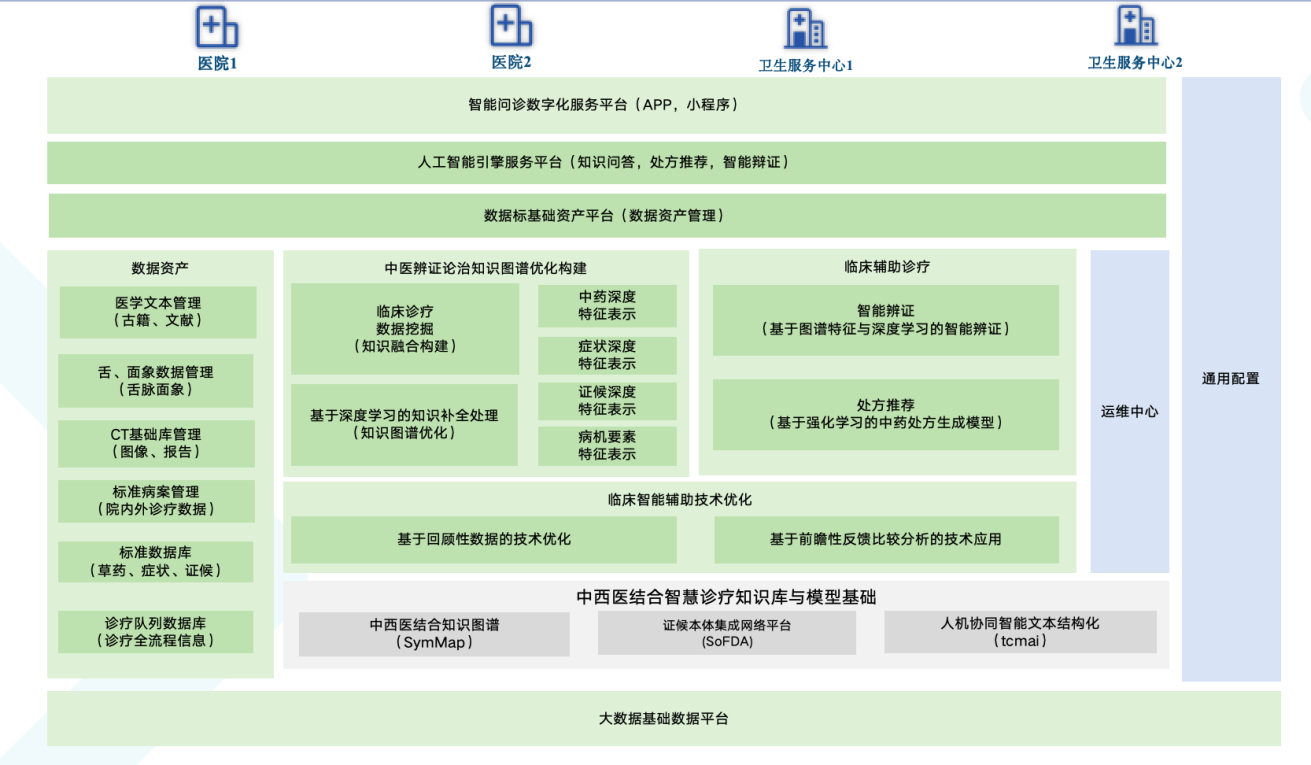 医院1
医院2
卫生服务中心1
卫生服务中心2
智能问诊数字化服务平台（APP，小程序）
人工智能引擎服务平台（知识问答，处方推荐，智能辩证）
数据标基础资产平台（数据资产管理）
数据资产
医学文本管理
（古籍、文献）
舌、面象数据管理
（舌脉面象）
CT基础库管理
（图像、报告）
标准病案管理
（院内外诊疗数据）
标准数据库
（草药、症状、证候）
诊疗队列数据库
（诊疗全流程信息）
中医辨证论治知识图谱优化构建
临床诊疗
数据挖掘
（知识融合构建）
基于深度学习的知识补全处理
（知识图谱优化）
中药深度
特征表示
症状深度
特征表示
证候深度
特征表示
病机要素
特征表示
临床辅助诊疗
智能辨证
（基于图谱特征与深度学习的智能辨证）
处方推荐
（基于强化学习的中药处方生成模型）
临床智能辅助技术优化
基于回顾性数据的技术优化
基于前瞻性反馈比较分析的技术应用
运维中心
通用配置
中西医结合智慧诊疗知识库与模型基础
中西医结合知识图谱
（SymMap）
证候本体集成网络平台
(SoFDA)
人机协同智能文本结构化
（tcmai）
大数据基础数据平台